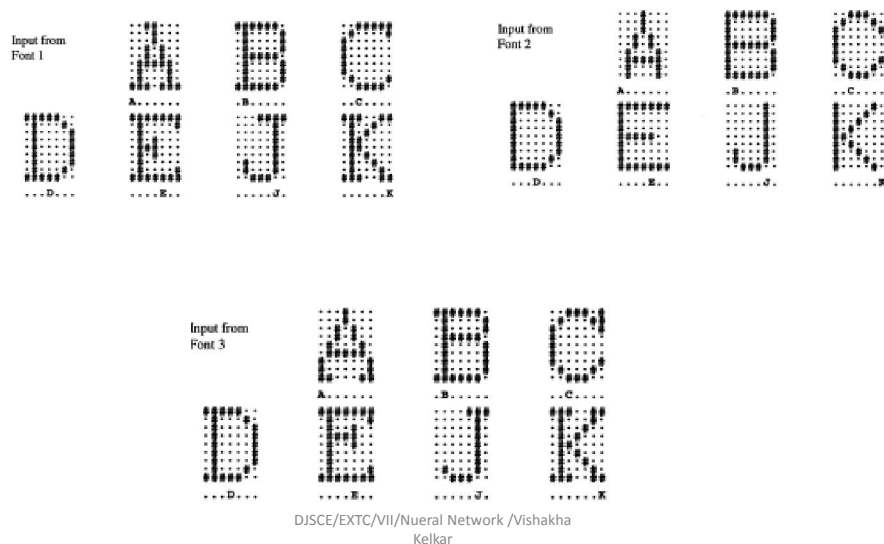 Input from
Font 1
A......
.B.....
..C....
...D...
....E..
.....J.
......K
Input from
Font 2
A......
.B.....
..C....
...D...
....E..
.....J.
......K
Input from
Font 3
A......
.B.....
..C....
...D...
....E..
.....J.
......K
DJSCE/EXTC/VII/Nueral Network /Vishakha
Kelkar